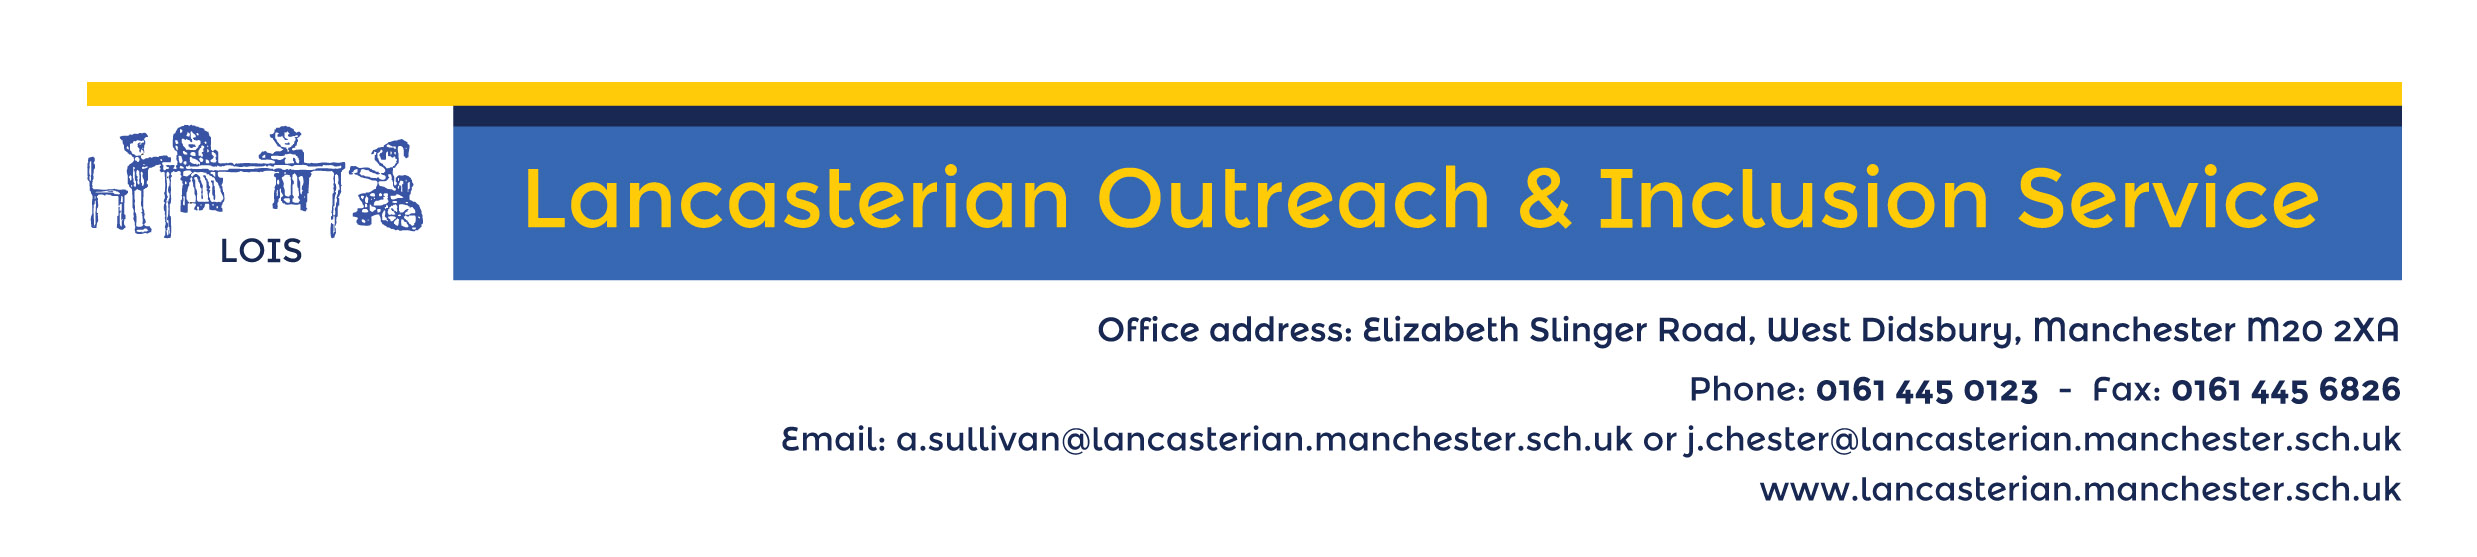 LOIS
Lancasterian Outreach & Inclusion Service
Office address: Elizabeth Slinger Road, West Didsbury, Manchester M20 2XA
Phone: 0161 445 0123 - Fax: 0161 445 6826
Email: a.sullivan@lancasterian.manchester.sch.uk or j.chester@lancasterian.manchester.sch.uk
www.lancasterian.manchester.sch.uk